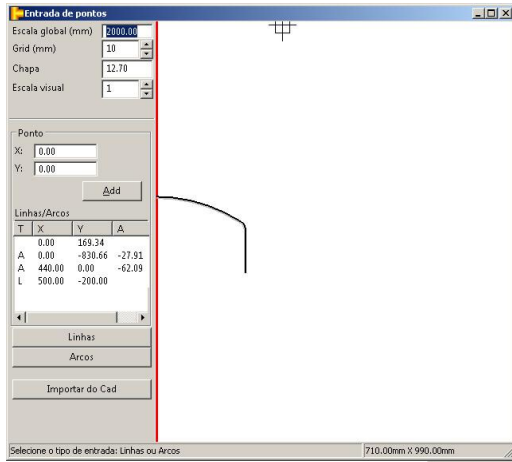 Entrada de pontos
Escala global (mm) 2000.00
Grid (mm) 10
Chapa 12.70
Escala visual 1
Ponto
X: 0.00
Y: 0.00
Add
Linhas/Arcos
T X Y A
0.00 169.34
A 0.00 -830.66 -27.91
A 440.00 0.00 -62.09
L 500.00 -200.00
Linhas
Arcos
Importar do Cad
Selecione o tipo de entrada: Linhas ou Arcos 710.00mm X 990.00mm